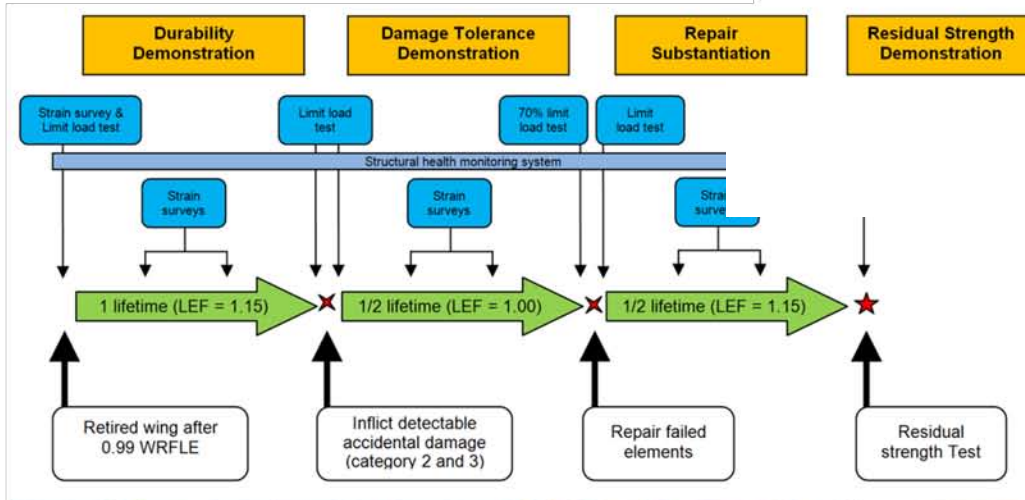 Durability
Demonstration
Damage Tolerance
Demonstration
Repair
Substantiation
Residual Strength
Demonstration
Strain survey &
Limit load test
Limit load
test
70% limit
load test
Limit
load test
Structural health monitoring system
Strain
surveys
Strain
surveys
1 lifetime (LEF = 1.15)
1/2 lifetime (LEF = 1.00)
1/2 lifetime (LEF = 1.15)
Retired wing after
0.99 WRFLE
Inflict detectable
accidental damage
(category 2 and 3)
Repair failed
elements
Residual
strength Test